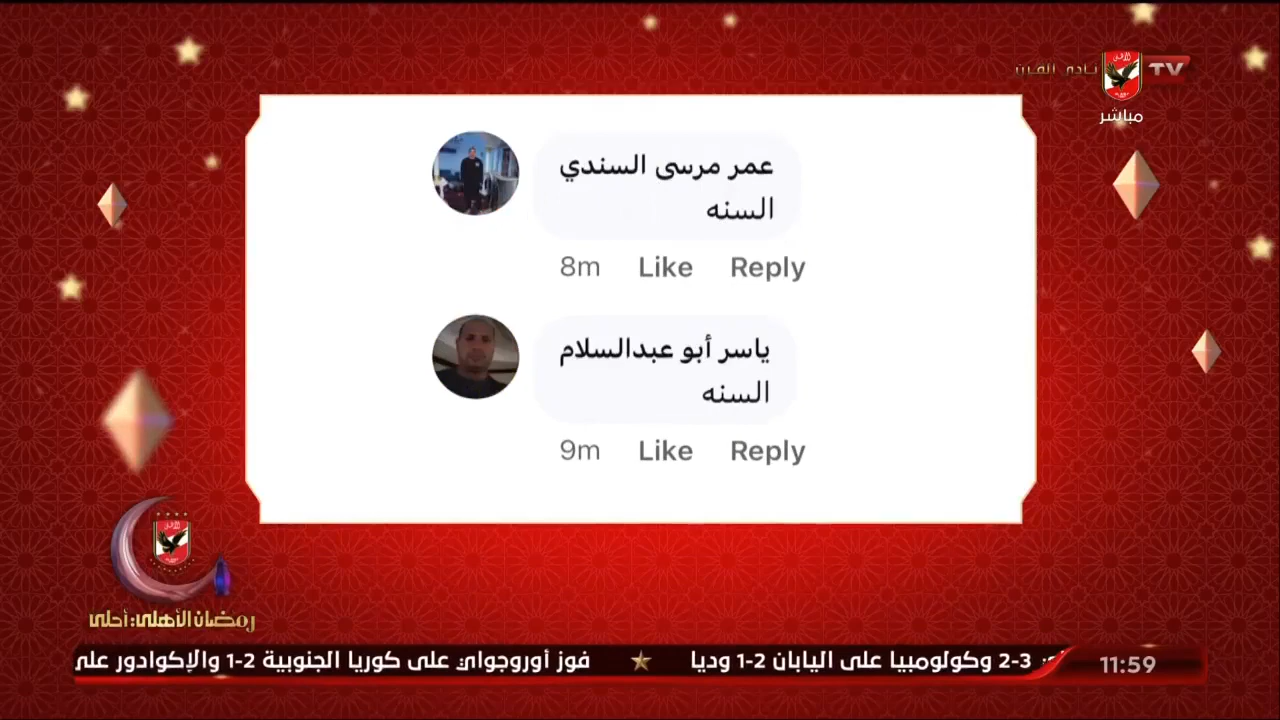 نادي القرن TV
مباشر
عمر مرسى السندي
السنه
8m Like Reply
ياسر أبو عبدالسلام
السنه
9m Like Reply
رمضان الأهلى: أحلى
11:59
2-3 وكولومبيا على اليابان 2-1 وديا ★ فوز أوروجواي على كوريا الجنوبية 2-1 والإكوادور على